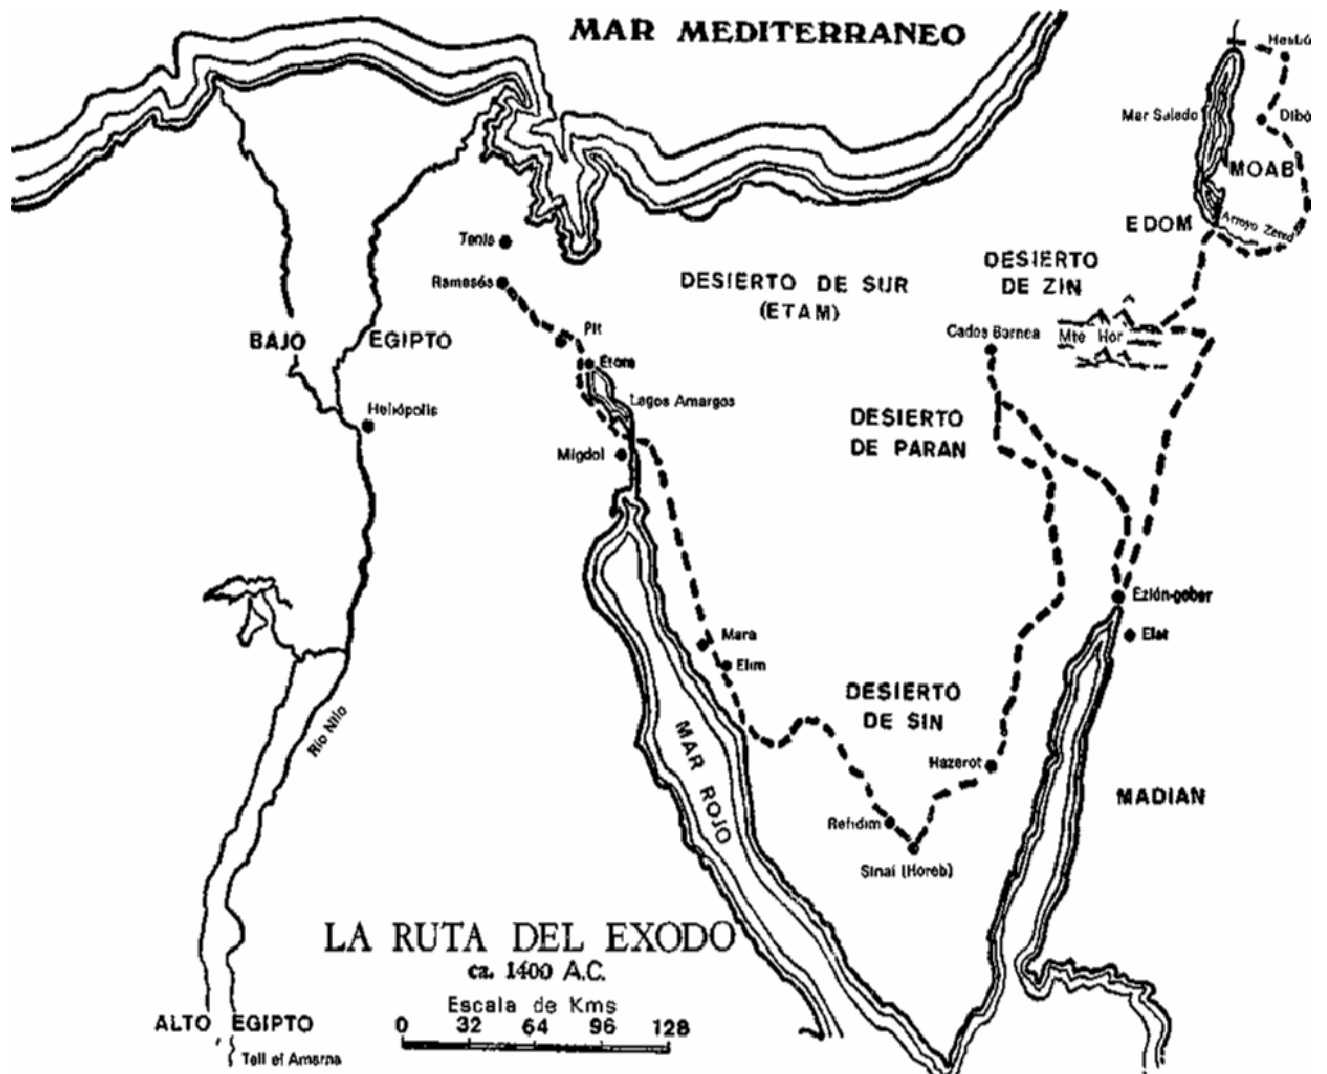 MAR MEDITERRANEO
Mar Salado
Dibó
MOAB
EDOM
Arroyo Zered
Tanis
Ramesés
DESIERTO DE SUR
(ETAM)
DESIERTO
DE ZIN
BAJO EGIPTO
Pit
Cades Barnea
Mte Hor
Etam
Lagos Amargos
Heliópolis
DESIERTO
DE PARAN
Migdol
Ezión-geber
Elat
Mara
Elim
DESIERTO
DE SIN
Río Nilo
MAR ROJO
Hazerot
MADIAN
Refidim
Sinaí (Horeb)
LA RUTA DEL EXODO
ca. 1400 A.C.
Escala de Kms
0 32 64 96 128
ALTO EGIPTO
Tell el Amarna